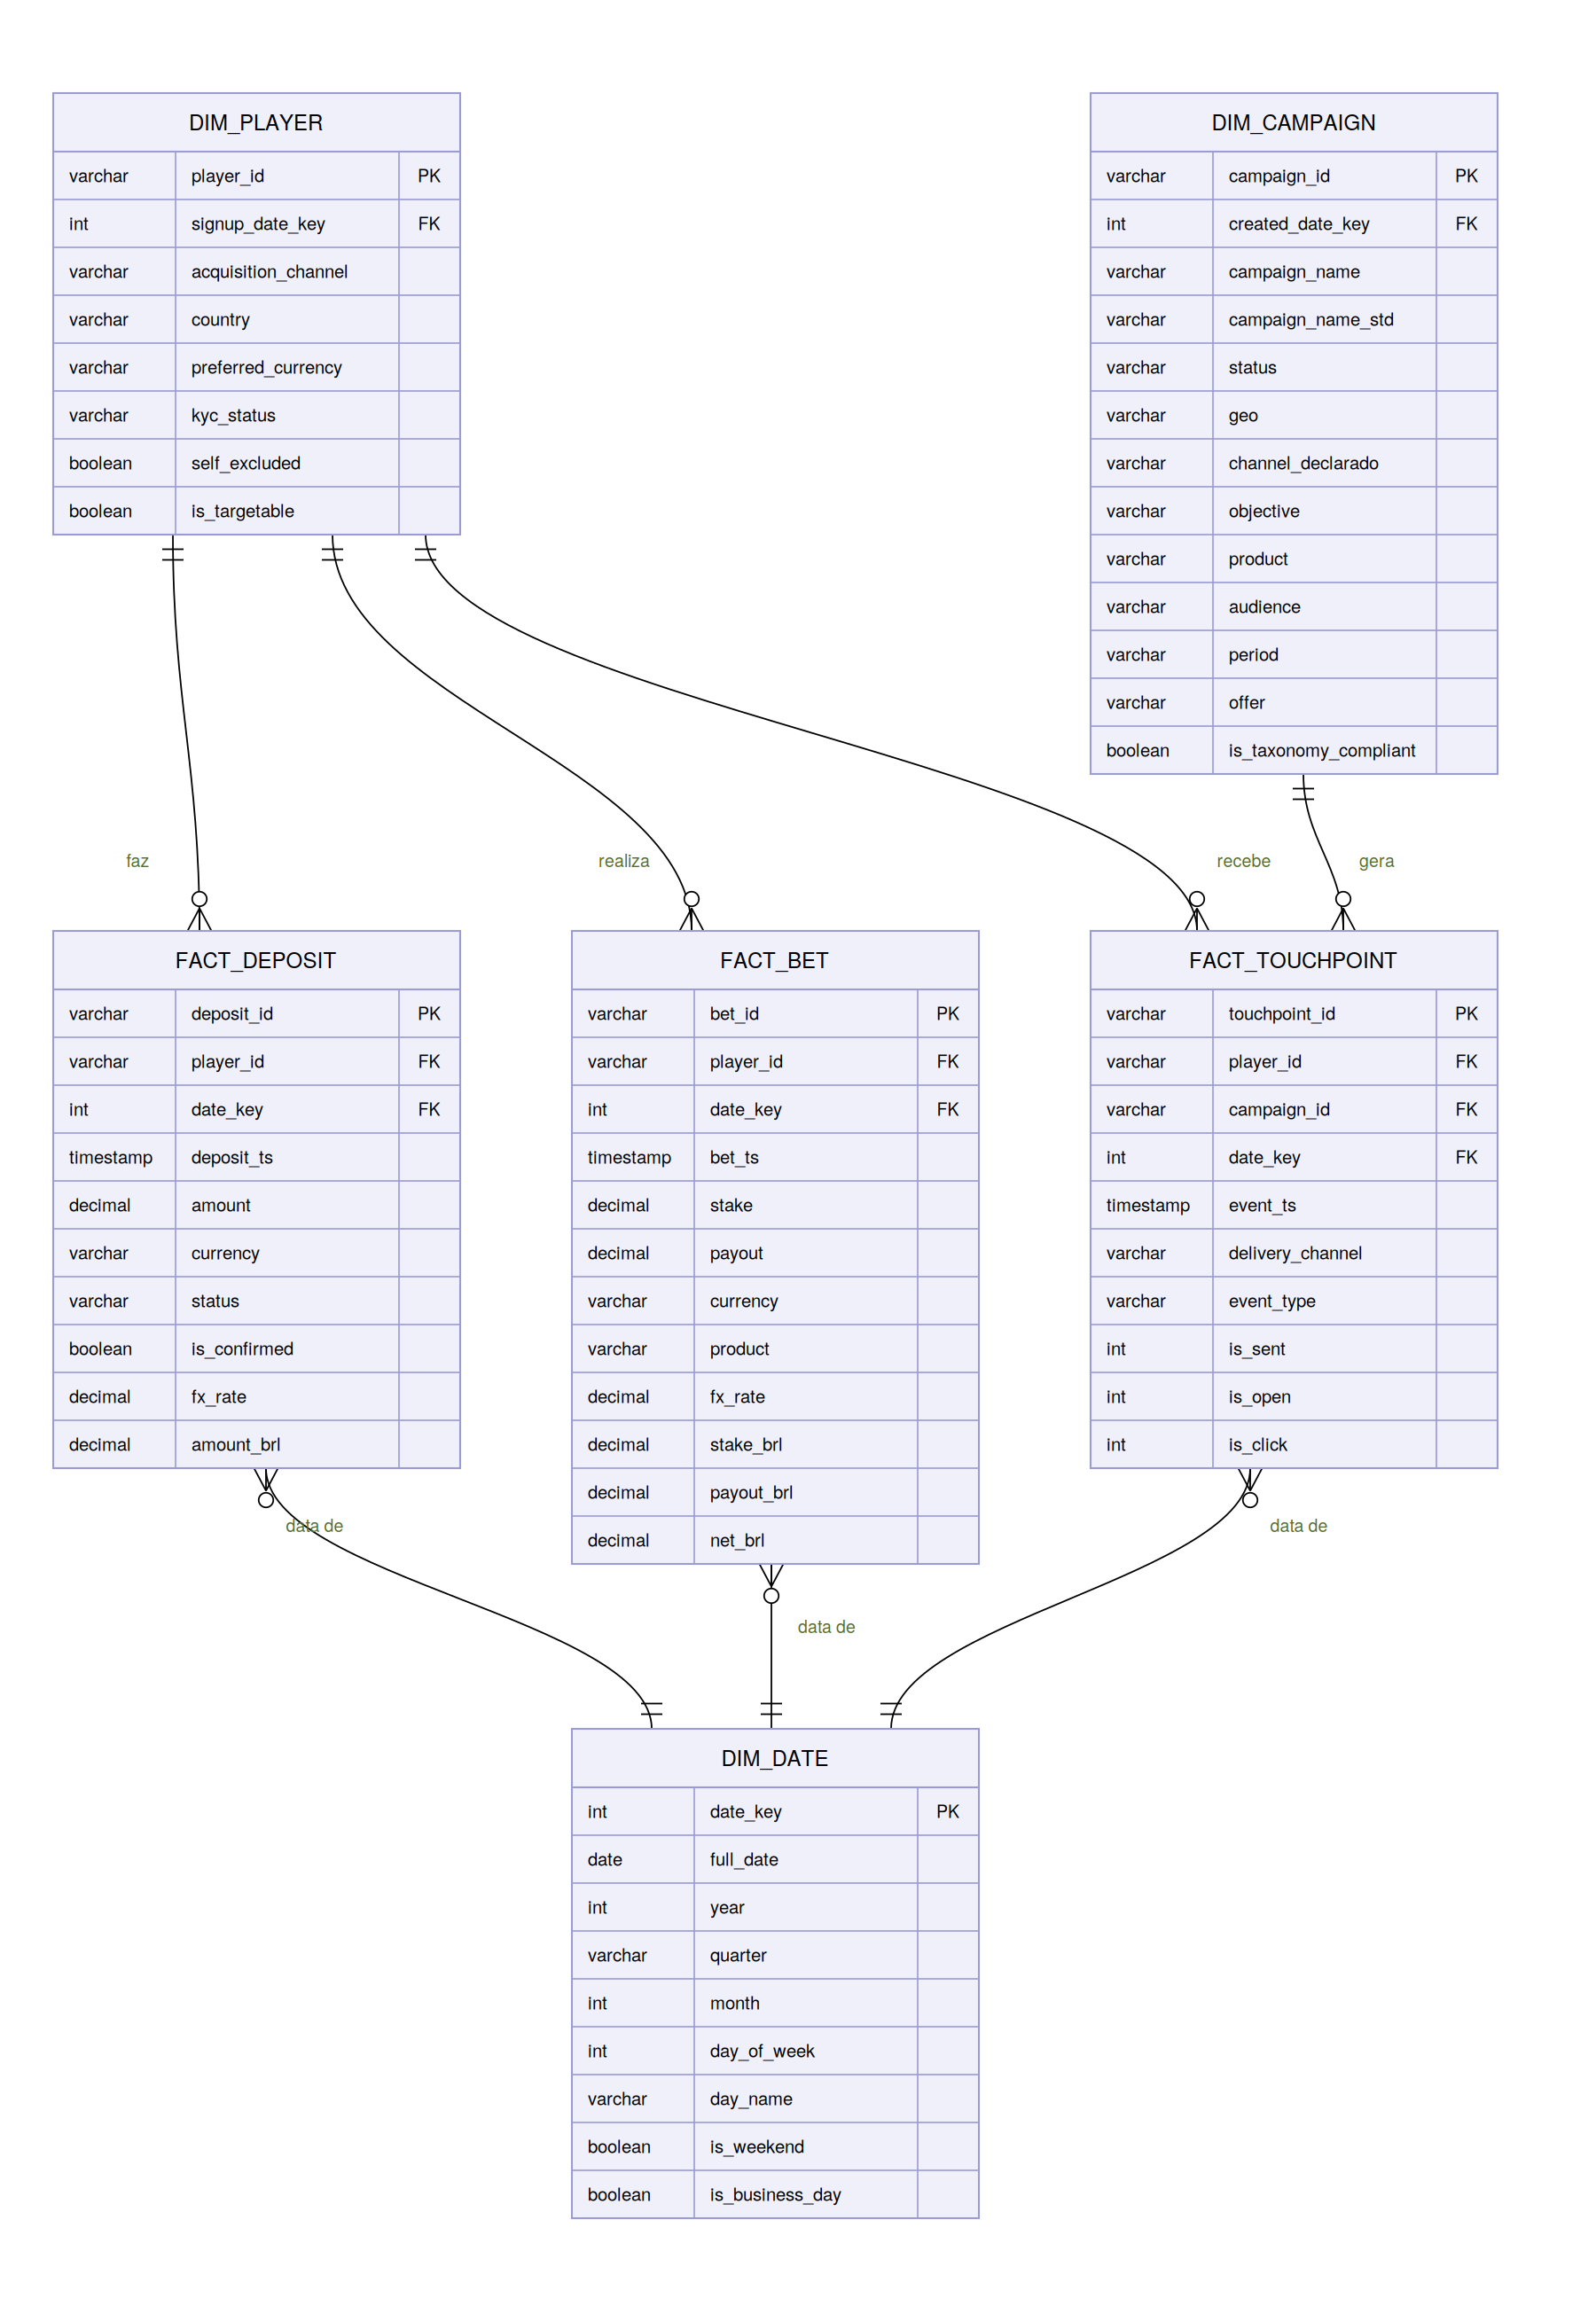 DIM_PLAYER
varchar player_id PK
int signup_date_key FK
varchar acquisition_channel
varchar country
varchar preferred_currency
varchar kyc_status
boolean self_excluded
boolean is_targetable
DIM_CAMPAIGN
varchar campaign_id PK
int created_date_key FK
varchar campaign_name
varchar campaign_name_std
varchar status
varchar geo
varchar channel_declarado
varchar objective
varchar product
varchar audience
varchar period
varchar offer
boolean is_taxonomy_compliant
faz
realiza
recebe
gera
FACT_DEPOSIT
varchar deposit_id PK
varchar player_id FK
int date_key FK
timestamp deposit_ts
decimal amount
varchar currency
varchar status
boolean is_confirmed
decimal fx_rate
decimal amount_brl
FACT_BET
varchar bet_id PK
varchar player_id FK
int date_key FK
timestamp bet_ts
decimal stake
decimal payout
varchar currency
varchar product
decimal fx_rate
decimal stake_brl
decimal payout_brl
decimal net_brl
FACT_TOUCHPOINT
varchar touchpoint_id PK
varchar player_id FK
varchar campaign_id FK
int date_key FK
timestamp event_ts
varchar delivery_channel
varchar event_type
int is_sent
int is_open
int is_click
data de
data de
data de
DIM_DATE
int date_key PK
date full_date
int year
varchar quarter
int month
int day_of_week
varchar day_name
boolean is_weekend
boolean is_business_day